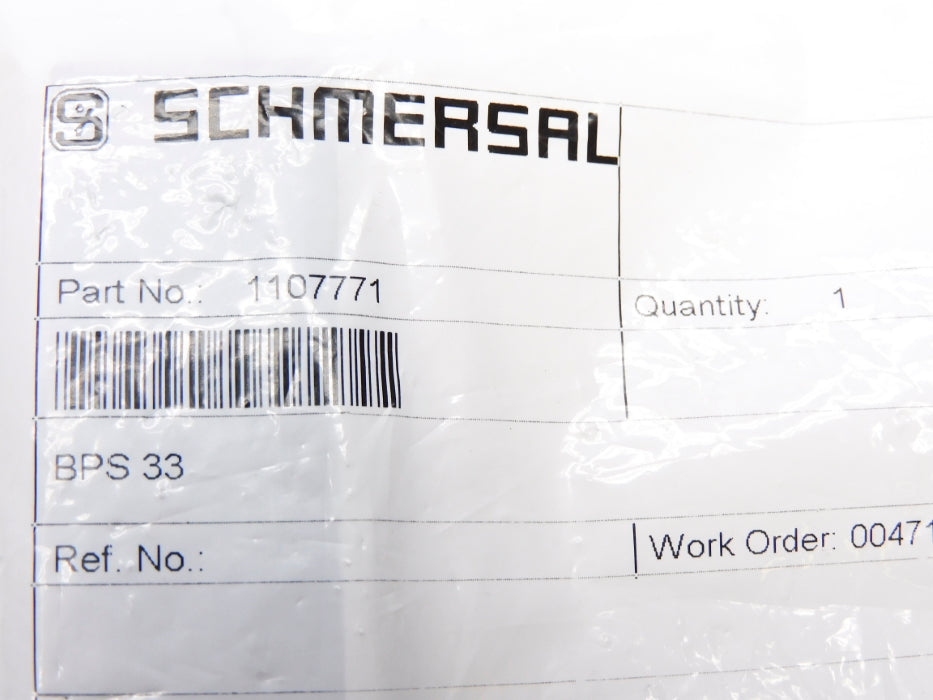 S SCHMERSAL
Part No.: 1107771
Quantity: 1
BPS 33
Ref. No.:
Work Order: 00471